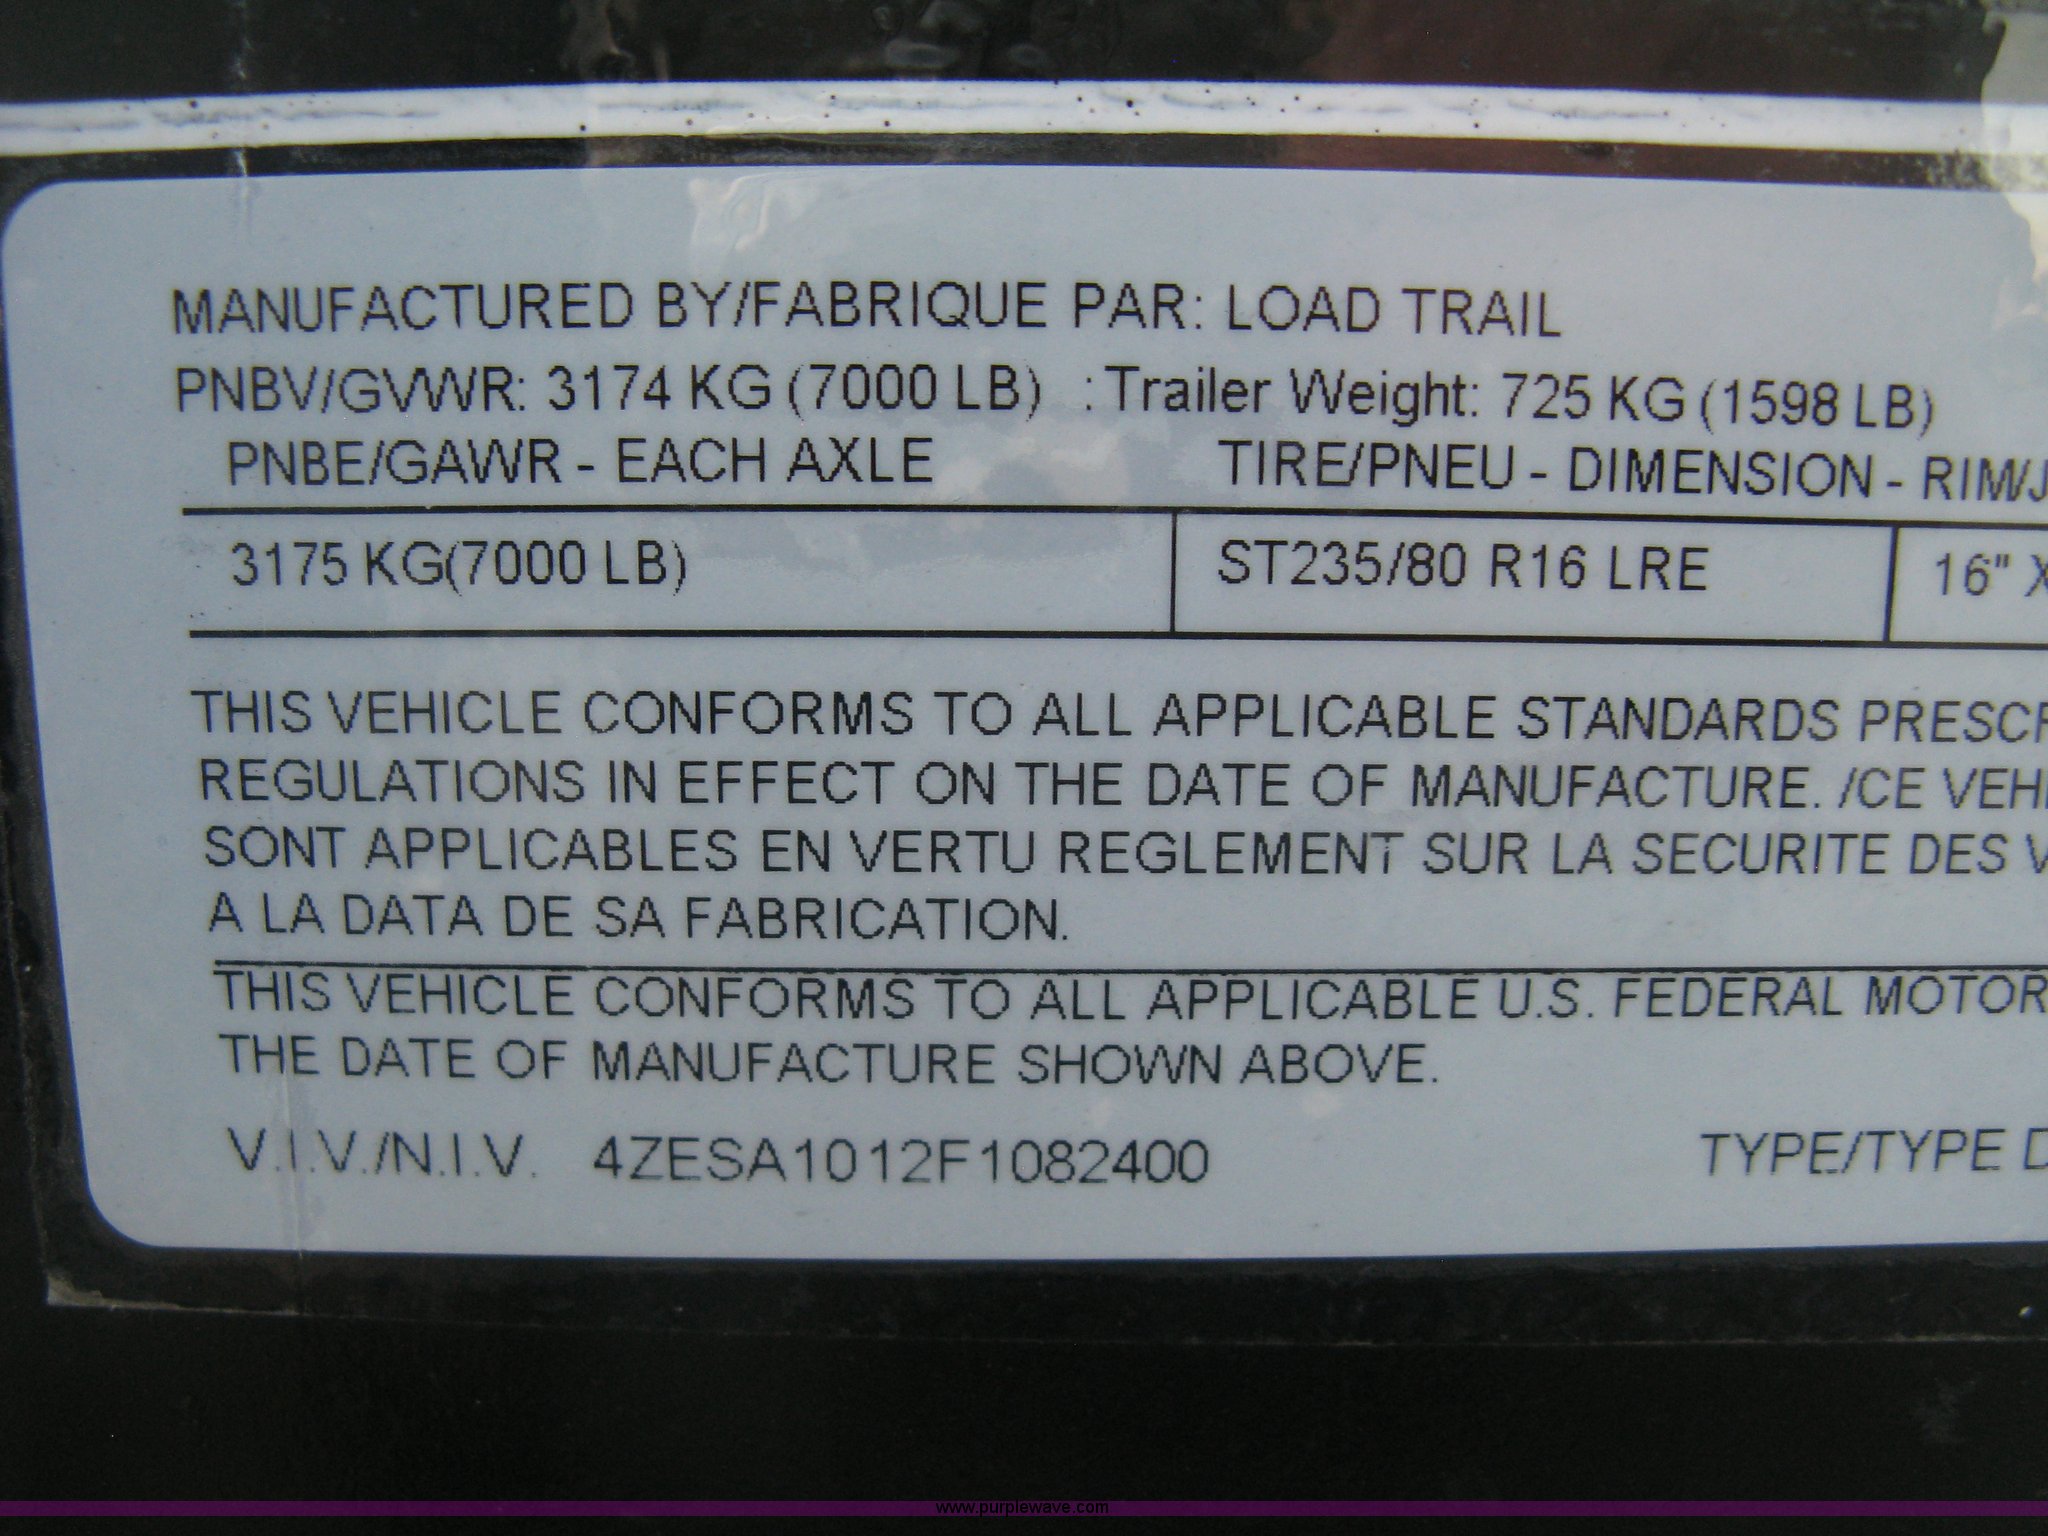 MANUFACTURED BY/FABRIQUE PAR: LOAD TRAIL
PNBV/GVWR: 3174 KG (7000 LB) : Trailer Weight: 725 KG (1598 LB)
PNBE/GAWR - EACH AXLE TIRE/PNEU - DIMENSION - RIM/J
3175 KG(7000 LB) ST235/80 R16 LRE 16" X
THIS VEHICLE CONFORMS TO ALL APPLICABLE STANDARDS PRESCR
REGULATIONS IN EFFECT ON THE DATE OF MANUFACTURE. /CE VEHI
SONT APPLICABLES EN VERTU REGLEMENT SUR LA SECURITE DES V
A LA DATA DE SA FABRICATION.
THIS VEHICLE CONFORMS TO ALL APPLICABLE U.S. FEDERAL MOTOR
THE DATE OF MANUFACTURE SHOWN ABOVE.
V.I.V./N.I.V. 4ZESA1012F1082400 TYPE/TYPE D
www.purplewave.com